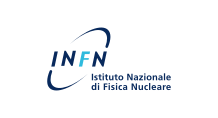 INFN
Istituto Nazionale
di Fisica Nucleare